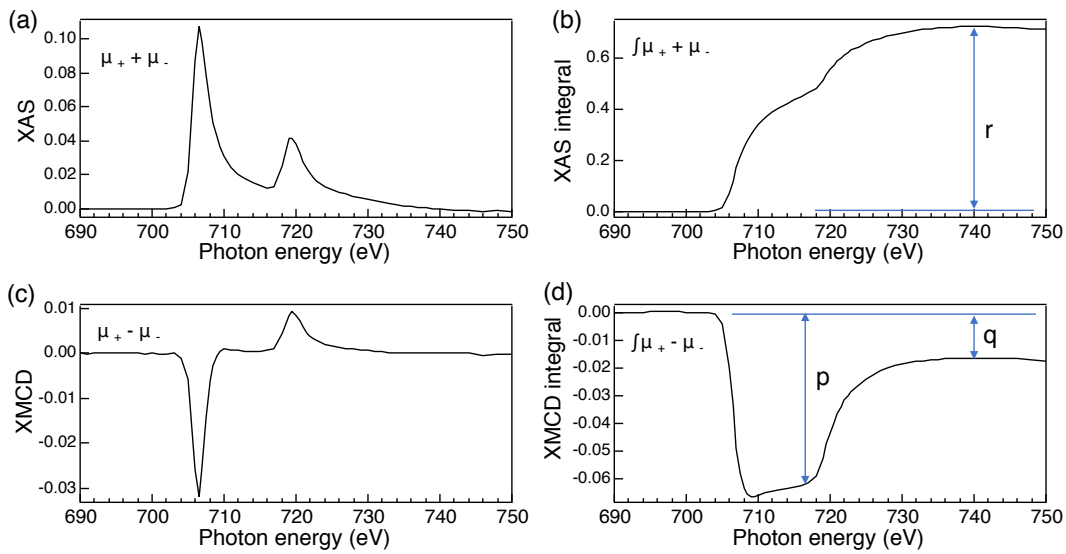 (a)
XAS
0.10
0.08
0.06
0.04
0.02
0.00
μ + + μ -
690 700 710 720 730 740 750
Photon energy (eV)
(b)
XAS integral
0.6
0.4
0.2
0.0
∫μ + + μ -
r
690 700 710 720 730 740 750
Photon energy (eV)
(c)
XMCD
0.01
0.00
-0.01
-0.02
-0.03
μ + - μ -
690 700 710 720 730 740 750
Photon energy (eV)
(d)
XMCD integral
0.00
-0.01
-0.02
-0.03
-0.04
-0.05
-0.06
∫μ + - μ -
p
q
690 700 710 720 730 740 750
Photon energy (eV)